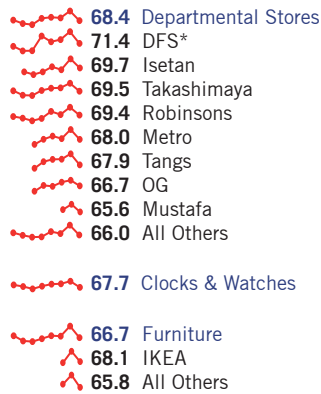 68.4 Departmental Stores
71.4 DFS*
69.7 Isetan
69.5 Takashimaya
69.4 Robinsons
68.0 Metro
67.9 Tangs
66.7 OG
65.6 Mustafa
66.0 All Others
67.7 Clocks & Watches
66.7 Furniture
68.1 IKEA
65.8 All Others